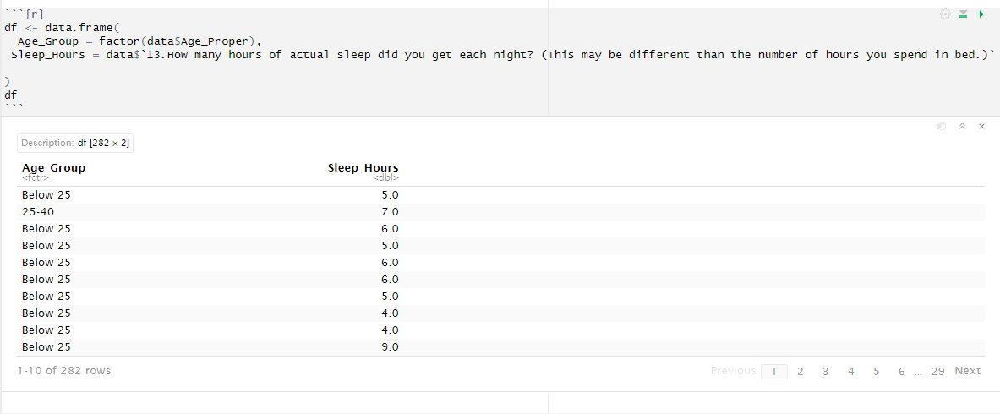 ```{r}
df <- data.frame(
  Age_Group = factor(data$Age_Proper),
 Sleep_Hours = data$`13.How many hours of actual sleep did you get each night? (This may be different than the number of hours you spend in bed.)`
)
df
```
Description: df [282 × 2]
Age_Group Sleep_Hours
<fctr> <dbl>
Below 25 5.0
25-40 7.0
Below 25 6.0
Below 25 5.0
Below 25 6.0
Below 25 6.0
Below 25 5.0
Below 25 4.0
Below 25 4.0
Below 25 9.0
1-10 of 282 rows Previous 1 2 3 4 5 6 ... 29 Next